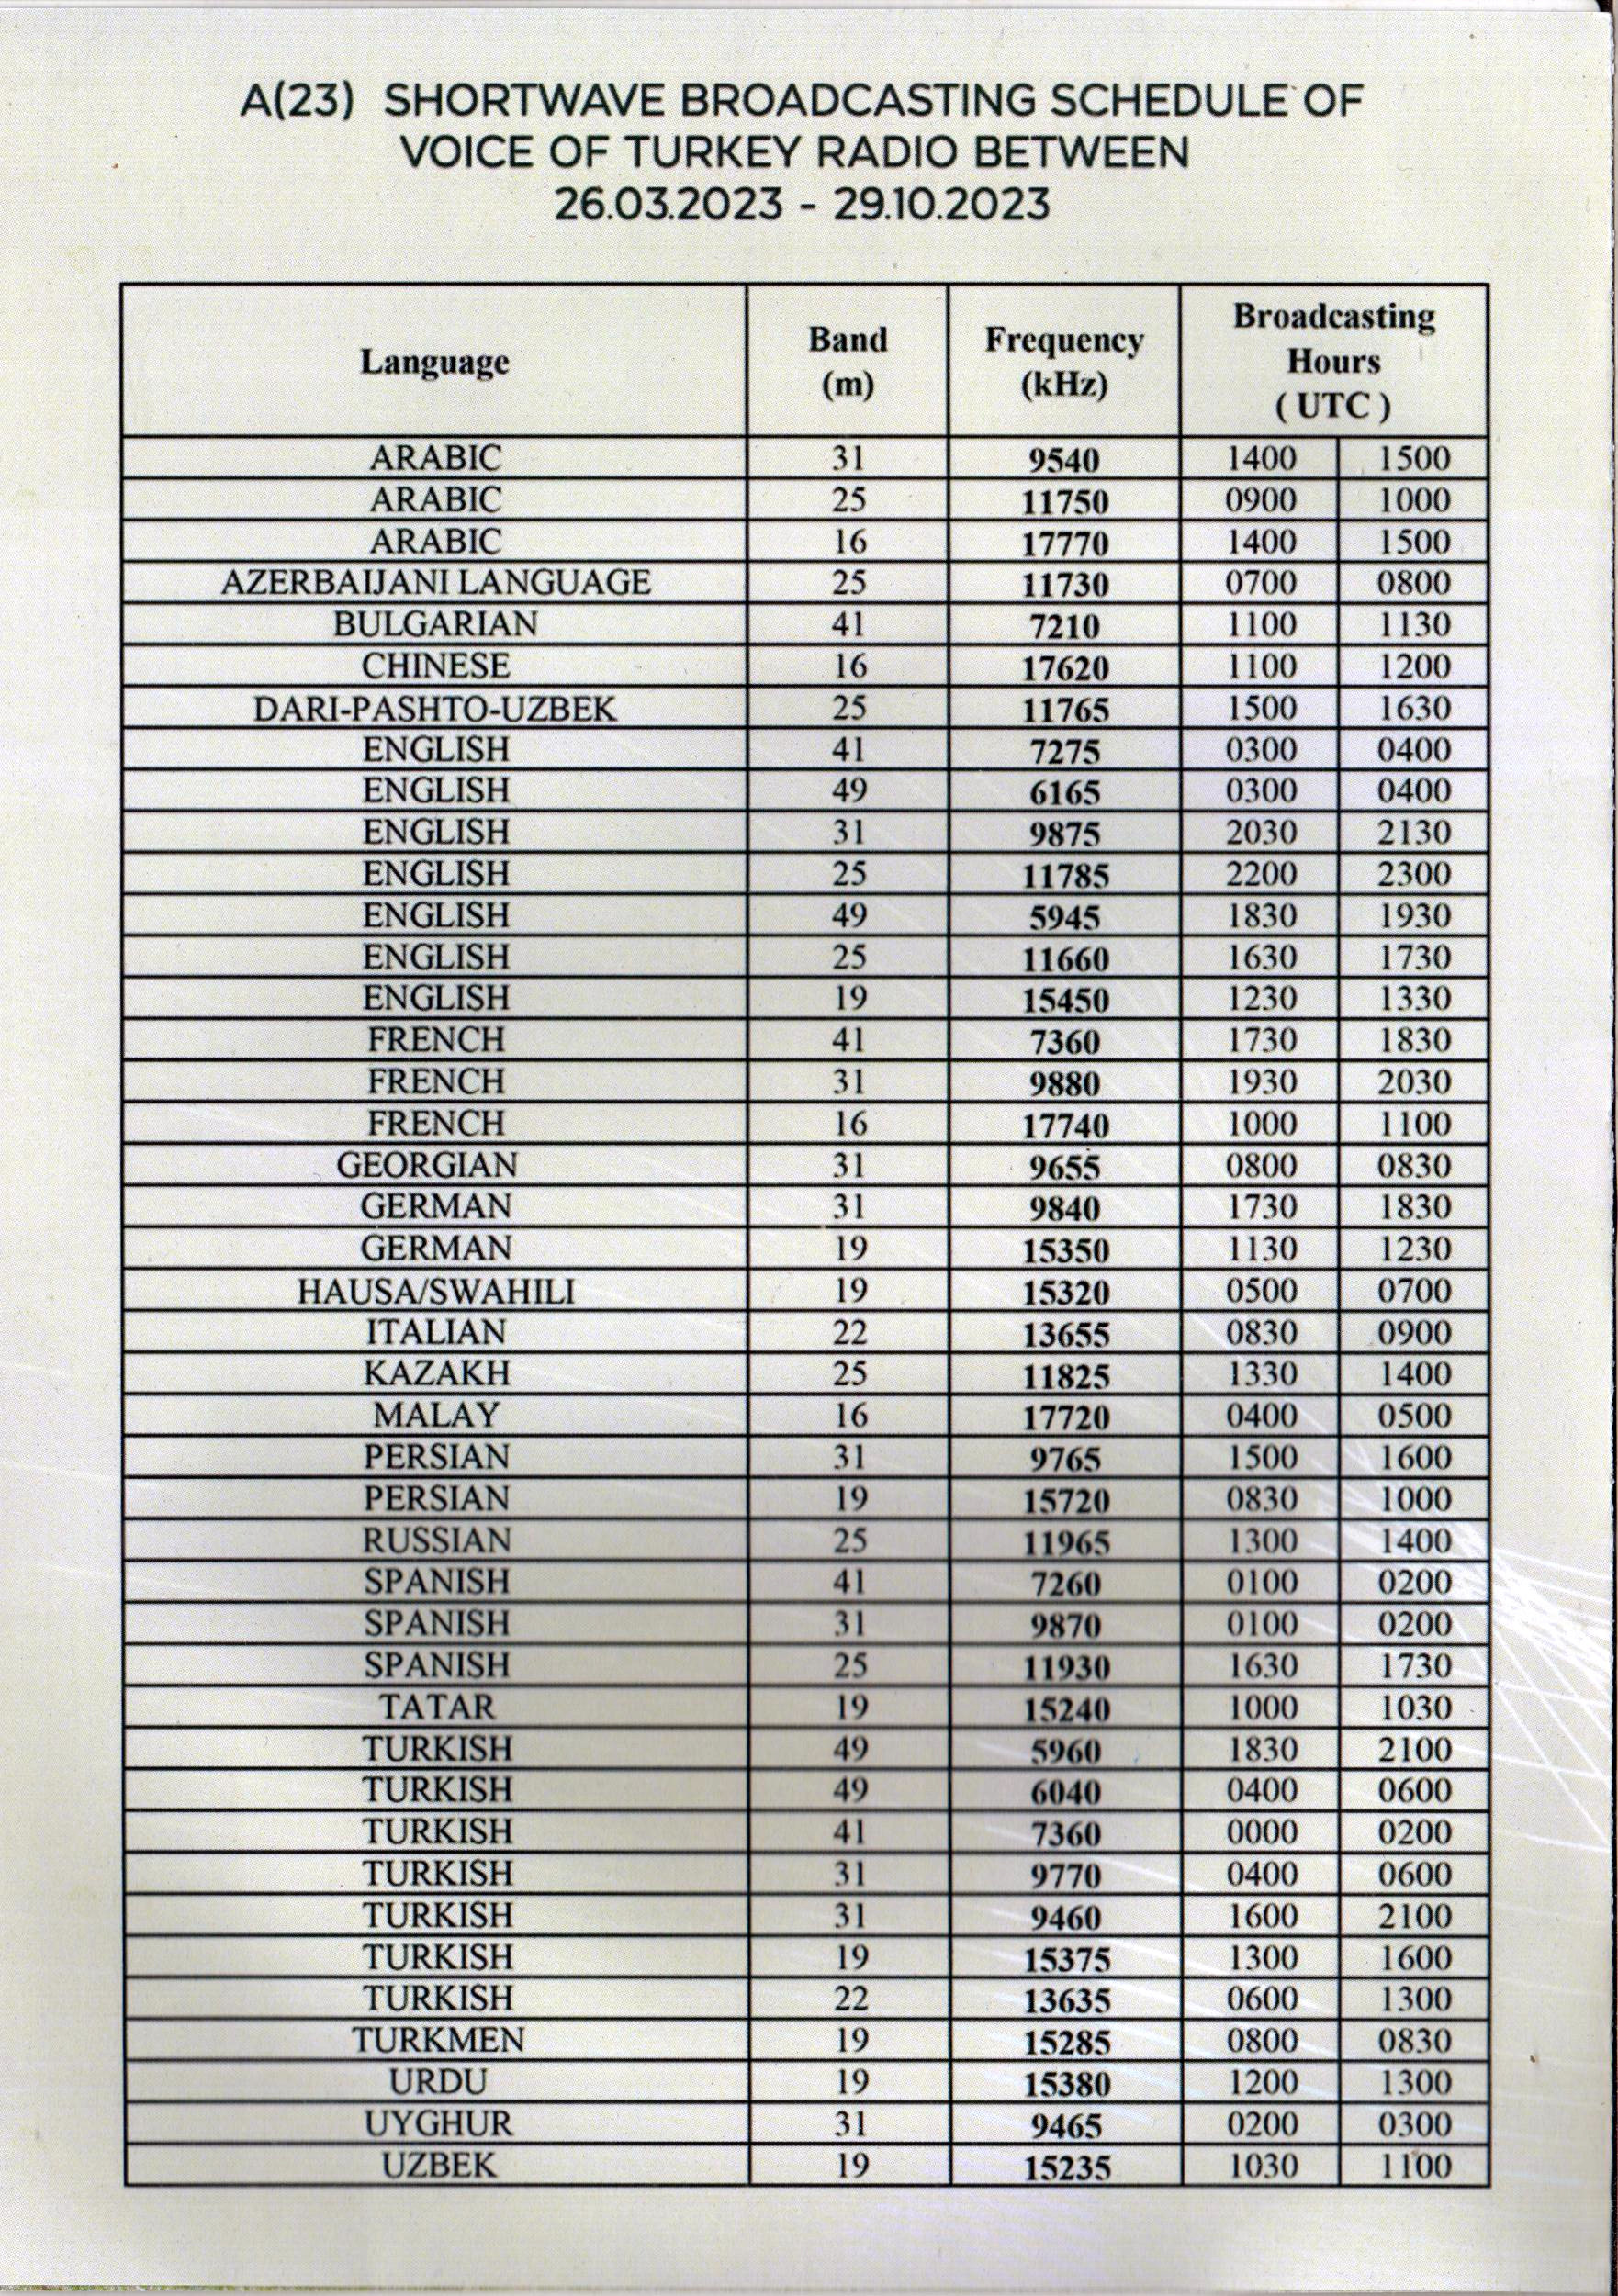 A(23) SHORTWAVE BROADCASTING SCHEDULE OF
VOICE OF TURKEY RADIO BETWEEN
26.03.2023 - 29.10.2023
Language Band (m) Frequency (kHz) Broadcasting Hours ( UTC )
ARABIC 31 9540 1400 1500
ARABIC 25 11750 0900 1000
ARABIC 16 17770 1400 1500
AZERBAIJANI LANGUAGE 25 11730 0700 0800
BULGARIAN 41 7210 1100 1130
CHINESE 16 17620 1100 1200
DARI-PASHTO-UZBEK 25 11765 1500 1630
ENGLISH 41 7275 0300 0400
ENGLISH 49 6165 0300 0400
ENGLISH 31 9875 2030 2130
ENGLISH 25 11785 2200 2300
ENGLISH 49 5945 1830 1930
ENGLISH 25 11660 1630 1730
ENGLISH 19 15450 1230 1330
FRENCH 41 7360 1730 1830
FRENCH 31 9880 1930 2030
FRENCH 16 17740 1000 1100
GEORGIAN 31 9655 0800 0830
GERMAN 31 9840 1730 1830
GERMAN 19 15350 1130 1230
HAUSA/SWAHILI 19 15320 0500 0700
ITALIAN 22 13655 0830 0900
KAZAKH 25 11825 1330 1400
MALAY 16 17720 0400 0500
PERSIAN 31 9765 1500 1600
PERSIAN 19 15720 0830 1000
RUSSIAN 25 11965 1300 1400
SPANISH 41 7260 0100 0200
SPANISH 31 9870 0100 0200
SPANISH 25 11930 1630 1730
TATAR 19 15240 1000 1030
TURKISH 49 5960 1830 2100
TURKISH 49 6040 0400 0600
TURKISH 41 7360 0000 0200
TURKISH 31 9770 0400 0600
TURKISH 31 9460 1600 2100
TURKISH 19 15375 1300 1600
TURKISH 22 13635 0600 1300
TURKMEN 19 15285 0800 0830
URDU 19 15380 1200 1300
UYGHUR 31 9465 0200 0300
UZBEK 19 15235 1030 1100